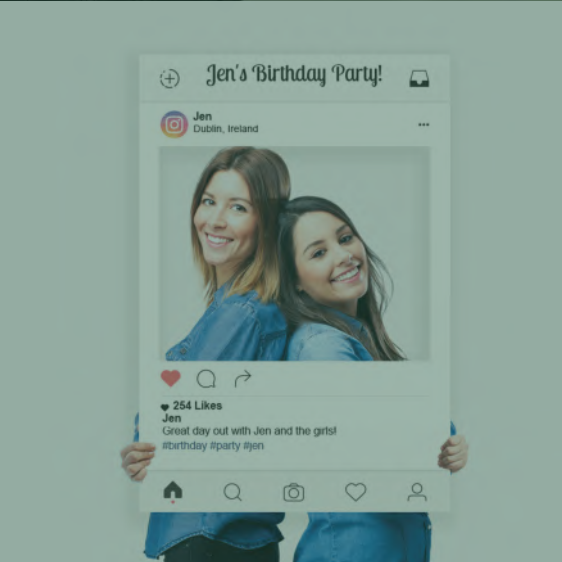 Jen's Birthday Party!
Jen
Dublin, Ireland
254 Likes
Jen
Great day out with Jen and the girls!
#birthday #party #jen